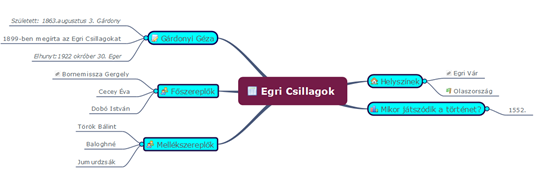 Született: 1863.augusztus 3. Gárdony
1899-ben megírta az Egri Csillagokat
Elhunyt:1922 október 30. Eger
Gárdonyi Géza
Bornemissza Gergely
Cecey Éva
Dobó István
Főszereplők
Török Bálint
Baloghné
Jumurdzsák
Mellékszereplők
Egri Csillagok
Helyszínek
Egri Vár
Olaszország
Mikor játszódik a történet?
1552.